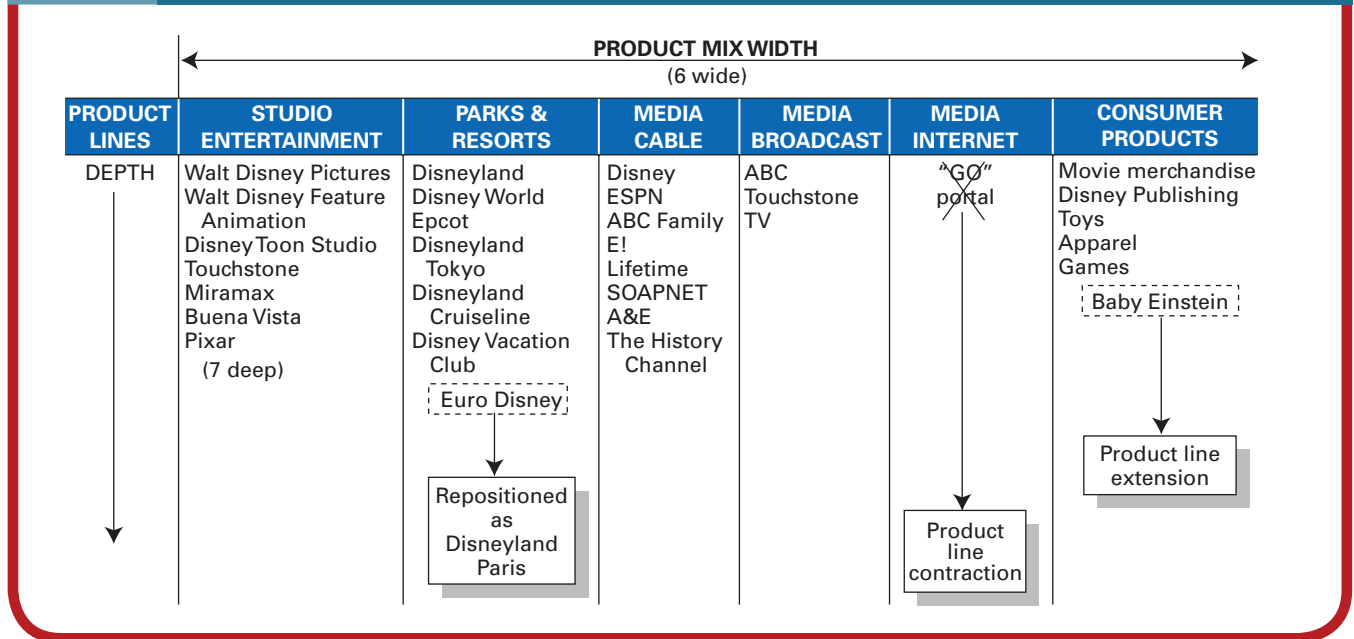 PRODUCT MIX WIDTH
(6 wide)
PRODUCT
LINES
STUDIO
ENTERTAINMENT
PARKS &
RESORTS
MEDIA
CABLE
MEDIA
BROADCAST
MEDIA
INTERNET
CONSUMER
PRODUCTS
DEPTH
Walt Disney Pictures
Walt Disney Feature
Animation
Disney Toon Studio
Touchstone
Miramax
Buena Vista
Pixar
(7 deep)
Disneyland
Disney World
Epcot
Disneyland
Tokyo
Disneyland
Cruiseline
Disney Vacation
Club
Euro Disney
Repositioned
as
Disneyland
Paris
Disney
ESPN
ABC Family
E!
Lifetime
SOAPNET
A&E
The History
Channel
ABC
Touchstone
TV
"GO"
portal
Product
line
contraction
Movie merchandise
Disney Publishing
Toys
Apparel
Games
Baby Einstein
Product line
extension